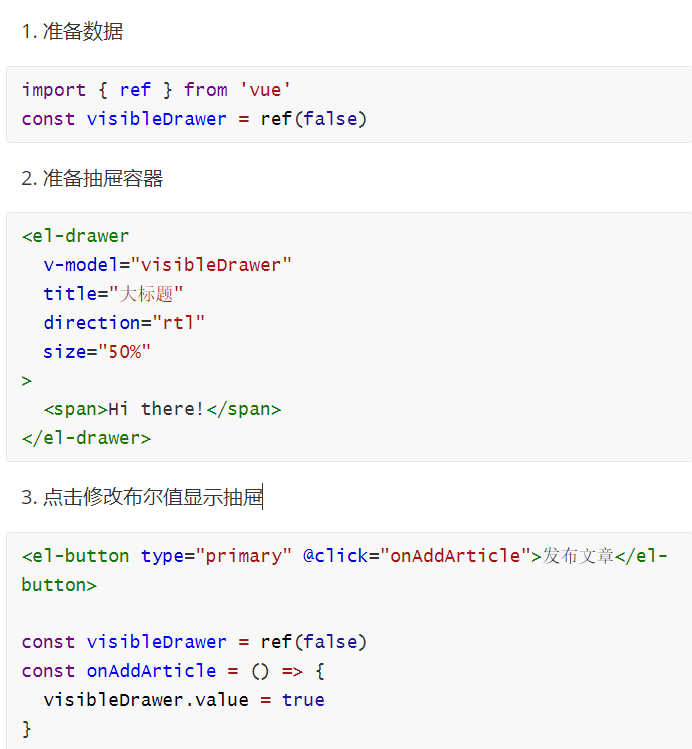 1. 准备数据
import { ref } from 'vue'
const visibleDrawer = ref(false)
2. 准备抽屉容器
<el-drawer
  v-model="visibleDrawer"
  title="大标题"
  direction="rtl"
  size="50%"
>
  <span>Hi there!</span>
</el-drawer>
3. 点击修改布尔值显示抽屉
<el-button type="primary" @click="onAddArticle">发布文章</el-
button>
const visibleDrawer = ref(false)
const onAddArticle = () => {
  visibleDrawer.value = true
}